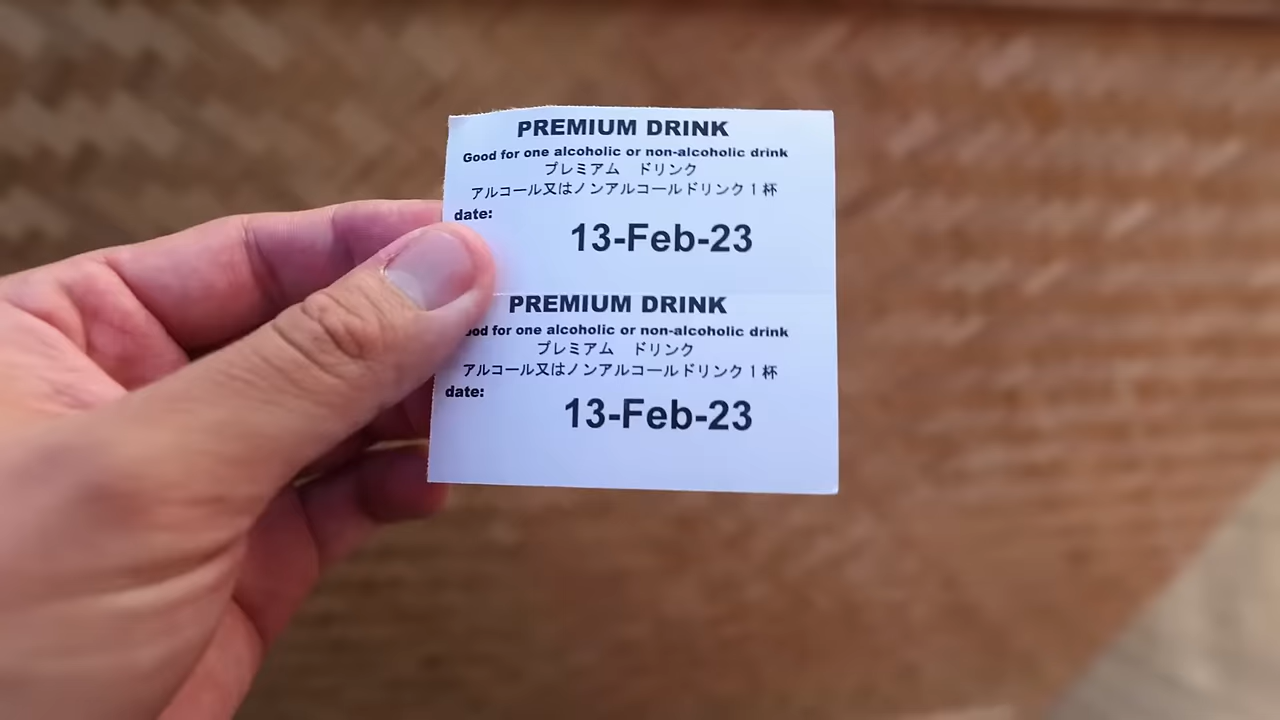 PREMIUM DRINK
Good for one alcoholic or non-alcoholic drink
プレミアム　ドリンク
アルコール又はノンアルコールドリンク1杯
date:
13-Feb-23
PREMIUM DRINK
for one alcoholic or non-alcoholic drink
プレミアム　ドリンク
アルコール又はノンアルコールドリンク1杯
date:
13-Feb-23